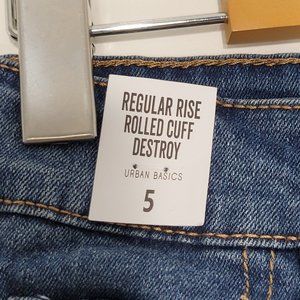 REGULAR RISE
ROLLED CUFF
DESTROY
URBAN BASICS
5